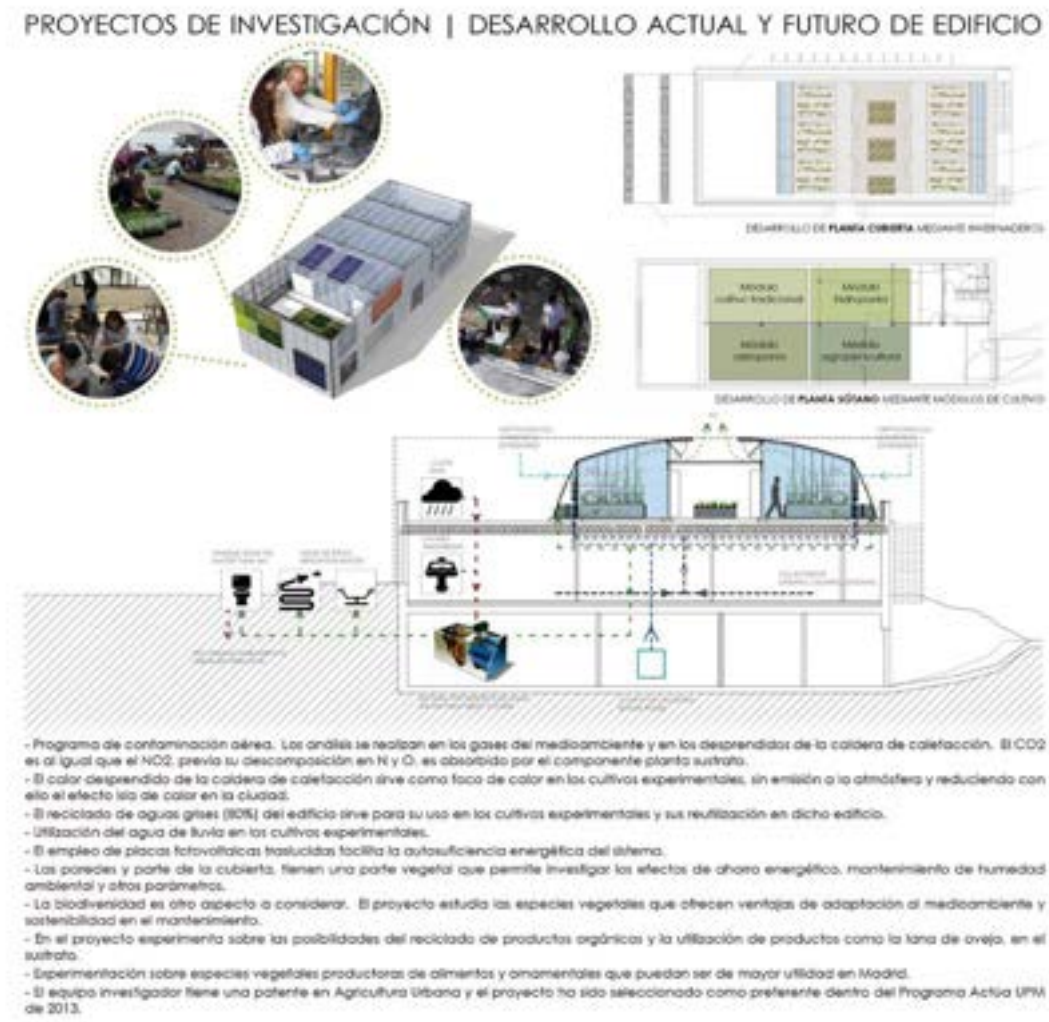 PROYECTOS DE INVESTIGACIÓN | DESARROLLO ACTUAL Y FUTURO DE EDIFICIO
DESARROLLO DE PLANTA CUBIERTA MEDIANTE INVERNADEROS
Módulo cultivo tradicional
Módulo hidroponía
Módulo aeroponía
Módulo
DESARROLLO DE PLANTA SÓTANO MEDIANTE MÓDULOS DE CULTIVO
- Programa de contaminación aérea. Los análisis se realizan en los gases del medioambiente y en los desprendidos de la caldera de calefacción. El CO2
es al igual que el NO2, previa su descomposición en N y O, es absorbido por el componente planta sustrato.
- El calor desprendido de la caldera de calefacción sirve como foco de calor en los cultivos experimentales, sin emisión a la atmósfera y reduciendo con
ello el efecto isla de calor en la ciudad.
- El reciclado de aguas grises (80%) del edificio sirve para su uso en los cultivos experimentales y sus reutilización en dicho edificio.
- Utilización del agua de lluvia en los cultivos experimentales.
- El empleo de placas fotovoltaicas traslucidas facilita la autosuficiencia energética del sistema.
- Las paredes y parte de la cubierta, tienen una parte vegetal que permite investigar los efectos de ahorro energético, mantenimiento de humedad
ambiental y otros parámetros.
- La biodiversidad es otro aspecto a considerar. El proyecto estudia las especies vegetales que ofrecen ventajas de adaptación al medioambiente y
sostenibilidad en el mantenimiento.
- En el proyecto experimenta sobre las posibilidades del reciclado de productos orgánicos y la utilización de productos como la lana de oveja, en el
sustrato.
- Experimentación sobre especies vegetales productoras de alimentos y ornamentales que puedan ser de mayor utilidad en Madrid.
- El equipo investigador tiene una patente en Agricultura Urbana y el proyecto ha sido seleccionado como preferente dentro del Programa Actúa UPM
de 2013.